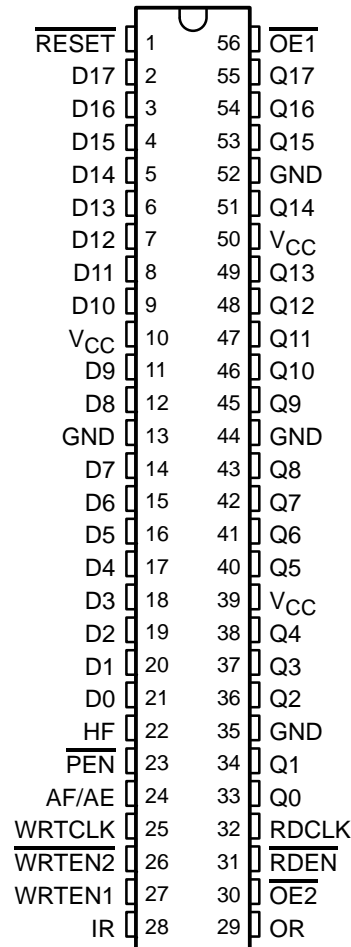 RESET 1 56 OE1
D17 2 55 Q17
D16 3 54 Q16
D15 4 53 Q15
D14 5 52 GND
D13 6 51 Q14
D12 7 50 VCC
D11 8 49 Q13
D10 9 48 Q12
VCC 10 47 Q11
D9 11 46 Q10
D8 12 45 Q9
GND 13 44 GND
D7 14 43 Q8
D6 15 42 Q7
D5 16 41 Q6
D4 17 40 Q5
D3 18 39 VCC
D2 19 38 Q4
D1 20 37 Q3
D0 21 36 Q2
HF 22 35 GND
PEN 23 34 Q1
AF/AE 24 33 Q0
WRTCLK 25 32 RDCLK
WRTEN2 26 31 RDEN
WRTEN1 27 30 OE2
IR 28 29 OR